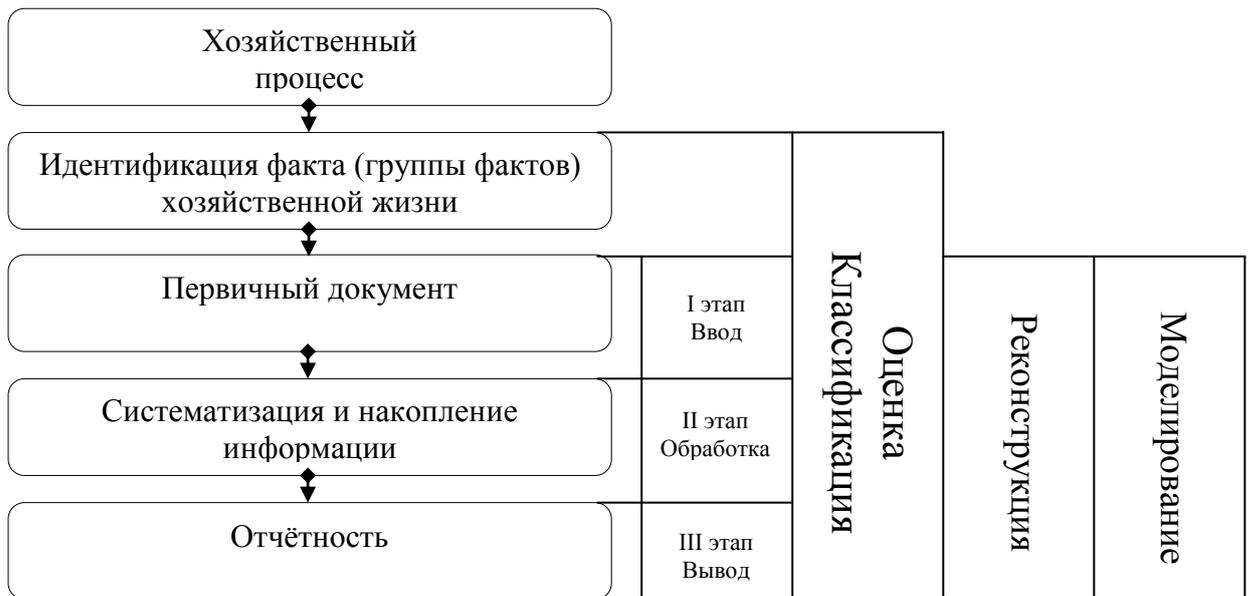 Хозяйственный
процесс
Идентификация факта (группы фактов)
хозяйственной жизни
Первичный документ
I этап
Ввод
Систематизация и накопление
информации
II этап
Обработка
Отчётность
III этап
Вывод
Оценка
Классификация
Реконструкция
Моделирование